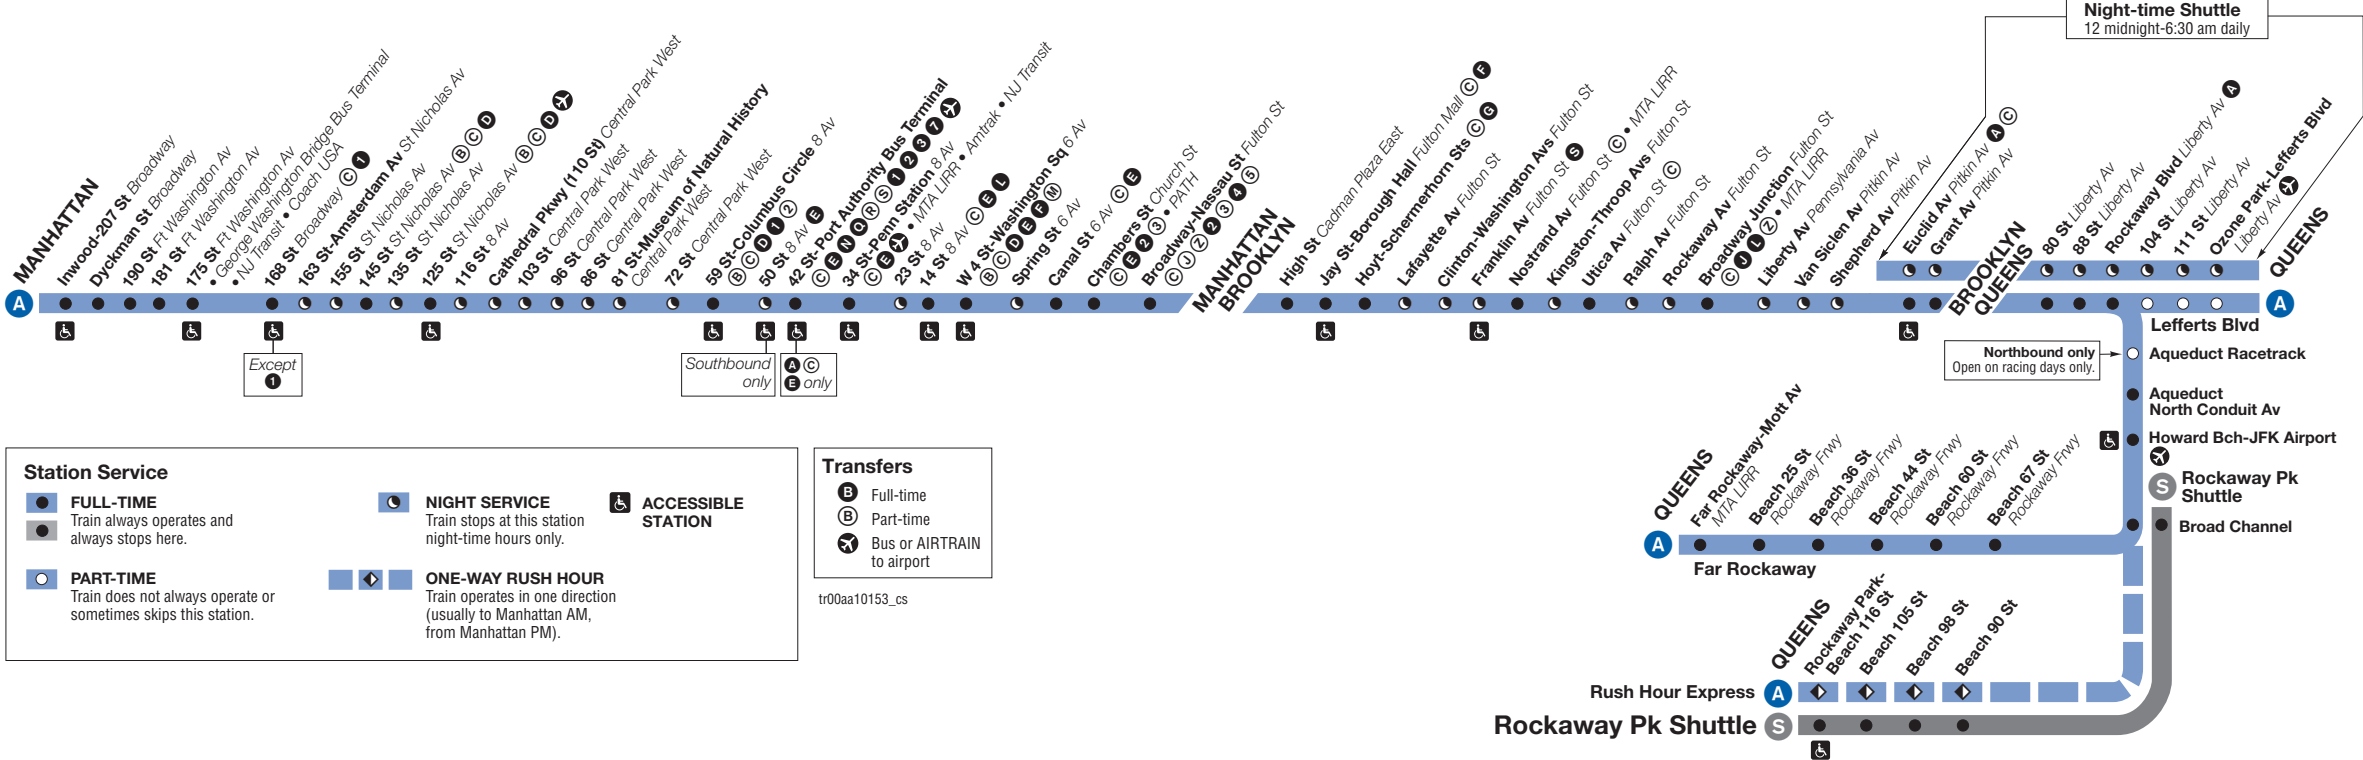 Night-time Shuttle
12 midnight-6:30 am daily
MANHATTAN
A
Inwood-207 St Broadway
Dyckman St Broadway
190 St Ft Washington Av
181 St Ft Washington Av
175 St Ft Washington Av
• George Washington Bridge Bus Terminal
• NJ Transit • Coach USA
168 St Broadway C 1
163 St-Amsterdam Av St Nicholas Av
155 St St Nicholas Av
145 St St Nicholas Av B C D
135 St St Nicholas Av
125 St St Nicholas Av B C D
116 St 8 Av
Cathedral Pkwy (110 St) Central Park West
103 St Central Park West
96 St Central Park West
86 St Central Park West
81 St-Museum of Natural History
Central Park West
72 St Central Park West
59 St-Columbus Circle 8 Av
B C D 1 2
50 St 8 Av E
42 St-Port Authority Bus Terminal
C E N Q R S 1 2 3 7
34 St-Penn Station 8 Av
C E • MTA LIRR • Amtrak • NJ Transit
23 St 8 Av
14 St 8 Av C E L
W 4 St-Washington Sq 6 Av
B C D E F M
Spring St 6 Av
Canal St 6 Av C E
Chambers St Church St
C E 2 3 • PATH
Broadway-Nassau St Fulton St
C J Z 2 3 4 5
MANHATTAN
BROOKLYN
High St Cadman Plaza East
Jay St-Borough Hall Fulton Mall C F
Hoyt-Schermerhorn Sts C G
Lafayette Av Fulton St
Clinton-Washington Avs Fulton St
Franklin Av Fulton St S
Nostrand Av Fulton St C • MTA LIRR
Kingston-Throop Avs Fulton St
Utica Av Fulton St C
Ralph Av Fulton St
Rockaway Av Fulton St
Broadway Junction Fulton St
C J L Z • MTA LIRR
Liberty Av Pennsylvania Av
Van Siclen Av Pitkin Av
Shepherd Av Pitkin Av
Euclid Av Pitkin Av A C
Grant Av Pitkin Av
BROOKLYN
QUEENS
80 St Liberty Av
88 St Liberty Av
Rockaway Blvd Liberty Av A
104 St Liberty Av
111 St Liberty Av
Ozone Park-Lefferts Blvd
Liberty Av
QUEENS
A
Except
1
Southbound
only
A C
E only
Lefferts Blvd
Northbound only
Open on racing days only.
Aqueduct Racetrack
Aqueduct
North Conduit Av
Howard Bch-JFK Airport
S
Rockaway Pk
Shuttle
Broad Channel
QUEENS
A
Far Rockaway-Mott Av
MTA LIRR
Beach 25 St
Rockaway Frwy
Beach 36 St
Rockaway Frwy
Beach 44 St
Rockaway Frwy
Beach 60 St
Rockaway Frwy
Beach 67 St
Rockaway Frwy
Far Rockaway
QUEENS
Rockaway Park-
Beach 116 St
Beach 105 St
Beach 98 St
Beach 90 St
Rush Hour Express A
Rockaway Pk Shuttle S
Station Service
FULL-TIME
Train always operates and
always stops here.
PART-TIME
Train does not always operate or
sometimes skips this station.
NIGHT SERVICE
Train stops at this station
night-time hours only.
ONE-WAY RUSH HOUR
Train operates in one direction
(usually to Manhattan AM,
from Manhattan PM).
ACCESSIBLE
STATION
Transfers
B Full-time
B Part-time
Bus or AIRTRAIN
to airport
tr00aa10153_cs